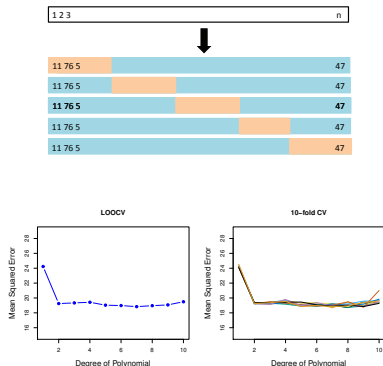 1 2 3 n
11 76 5 47
11 76 5 47
11 76 5 47
11 76 5 47
11 76 5 47
LOOCV
Mean Squared Error
16 18 20 22 24 26 28
2 4 6 8 10
Degree of Polynomial
10−fold CV
Mean Squared Error
16 18 20 22 24 26 28
2 4 6 8 10
Degree of Polynomial